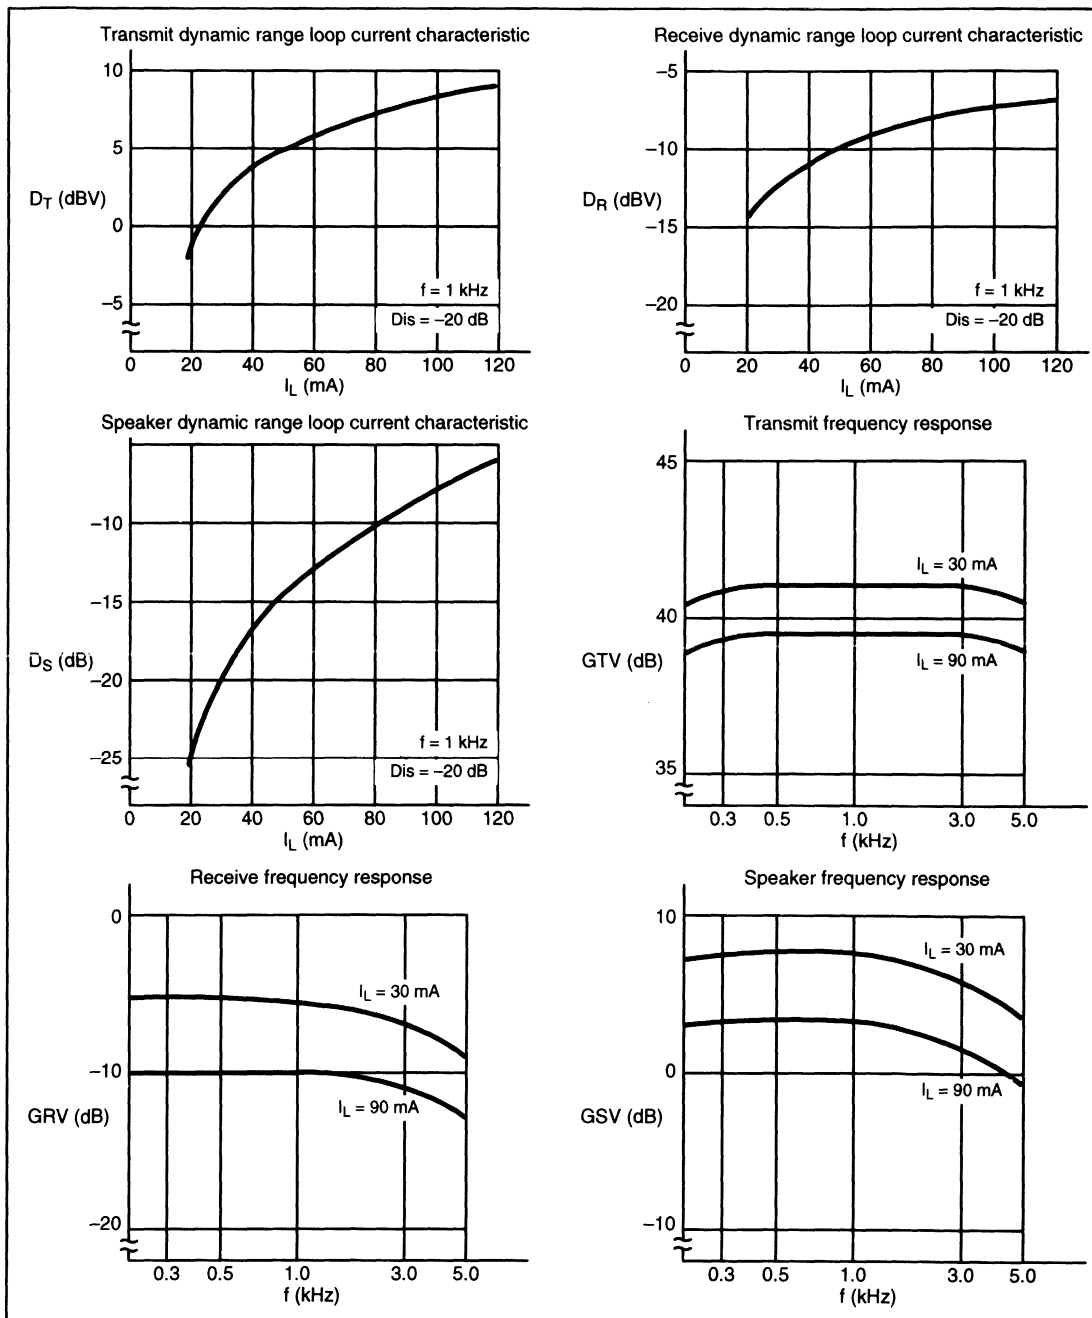 Transmit dynamic range loop current characteristic
10
5
0
−5
D_T (dBV)
f = 1 kHz
Dis = −20 dB
0 20 40 60 80 100 120
I_L (mA)
Receive dynamic range loop current characteristic
−5
−10
−15
−20
D_R (dBV)
f = 1 kHz
Dis = −20 dB
0 20 40 60 80 100 120
I_L (mA)
Speaker dynamic range loop current characteristic
−10
−15
−20
−25
D_S (dB)
f = 1 kHz
Dis = −20 dB
0 20 40 60 80 100 120
I_L (mA)
Transmit frequency response
45
40
35
GTV (dB)
I_L = 30 mA
I_L = 90 mA
0.3 0.5 1.0 3.0 5.0
f (kHz)
Receive frequency response
0
−10
−20
GRV (dB)
I_L = 30 mA
I_L = 90 mA
0.3 0.5 1.0 3.0 5.0
f (kHz)
Speaker frequency response
10
0
−10
GSV (dB)
I_L = 30 mA
I_L = 90 mA
0.3 0.5 1.0 3.0 5.0
f (kHz)